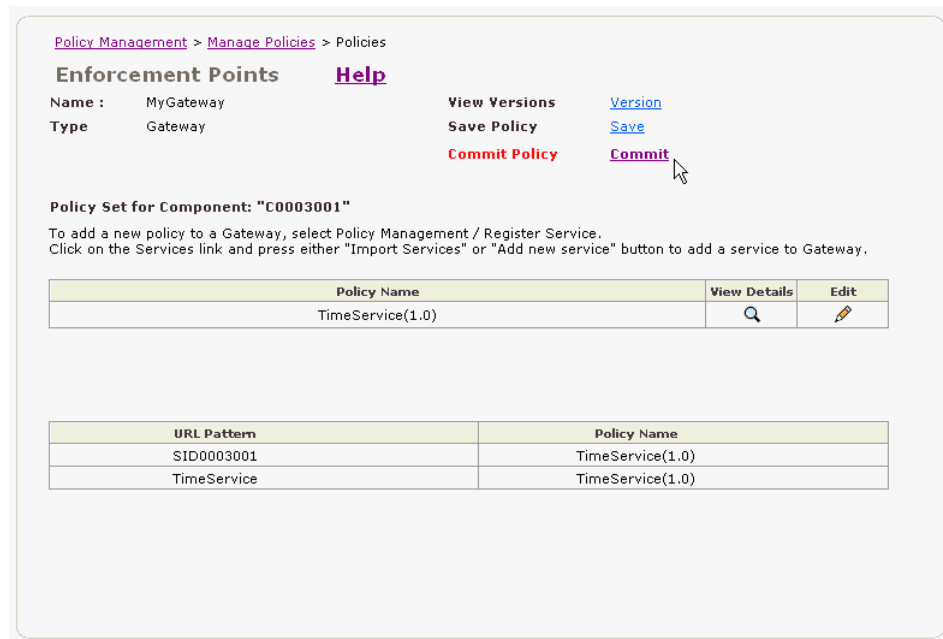 Policy Management > Manage Policies > Policies
Enforcement Points Help
Name : MyGateway View Versions Version
Type Gateway Save Policy Save
Commit Policy Commit
Policy Set for Component: "C0003001"
To add a new policy to a Gateway, select Policy Management / Register Service.
Click on the Services link and press either "Import Services" or "Add new service" button to add a service to Gateway.
Policy Name View Details Edit
TimeService(1.0)
URL Pattern Policy Name
SID0003001 TimeService(1.0)
TimeService TimeService(1.0)